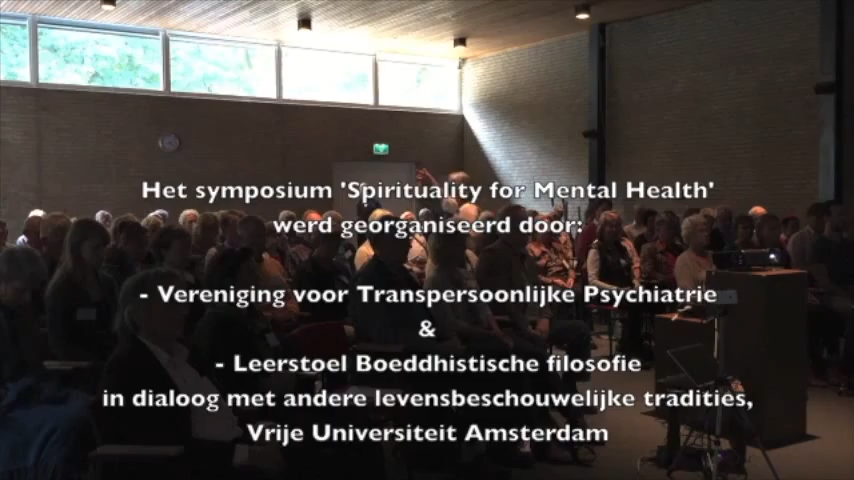 Het symposium 'Spirituality for Mental Health'
werd georganiseerd door:
- Vereniging voor Transpersoonlijke Psychiatrie
&
- Leerstoel Boeddhistische filosofie
in dialoog met andere levensbeschouwelijke tradities,
Vrije Universiteit Amsterdam